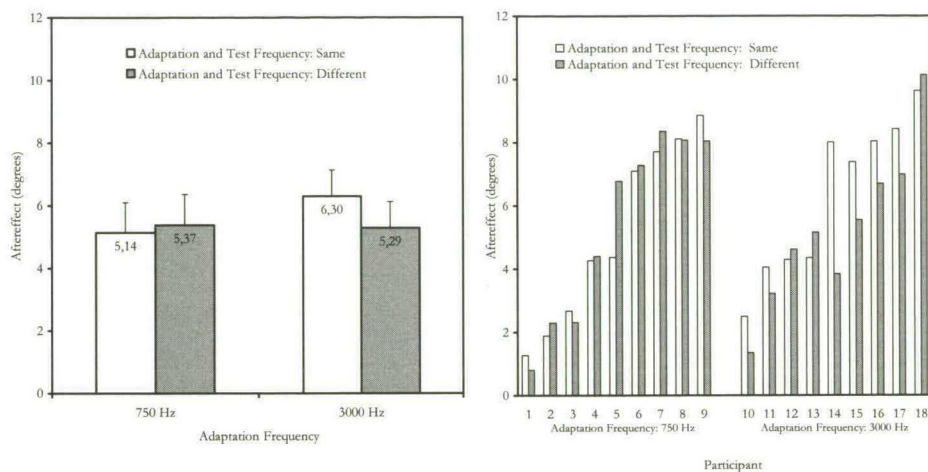 12
10
8
6
4
2
0
Aftereffect (degrees)
Adaptation and Test Frequency: Same
Adaptation and Test Frequency: Different
5,14
5,37
6,30
5,29
750 Hz
3000 Hz
Adaptation Frequency
12
10
8
6
4
2
0
Aftereffect (degrees)
Adaptation and Test Frequency: Same
Adaptation and Test Frequency: Different
1 2 3 4 5 6 7 8 9 10 11 12 13 14 15 16 17 18
Adaptation Frequency: 750 Hz
Adaptation Frequency: 3000 Hz
Participant